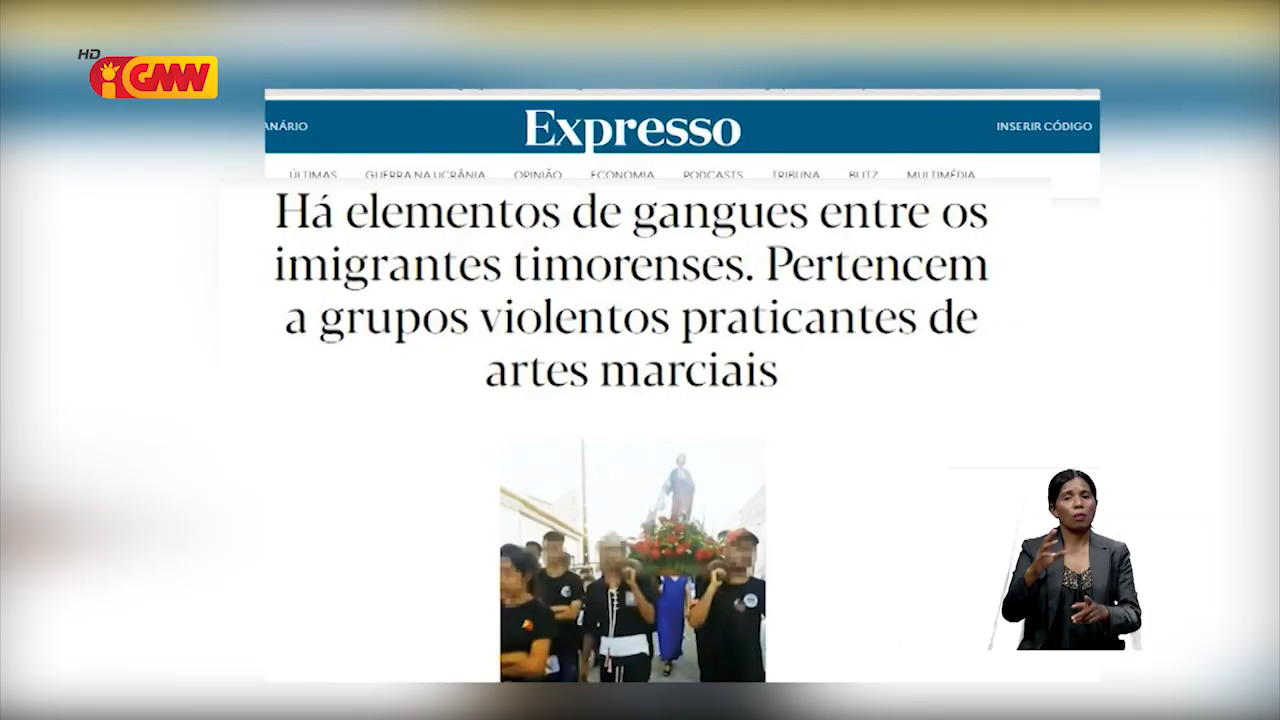 HD
GMN
Expresso
ANÁRIO
INSERIR CÓDIGO
ÚLTIMAS GUERRA NA UCRÂNIA OPINIÃO ECONOMIA PODCASTS TRIBUNA BLITZ MULTIMÉDIA
Há elementos de gangues entre os
imigrantes timorenses. Pertencem
a grupos violentos praticantes de
artes marciais